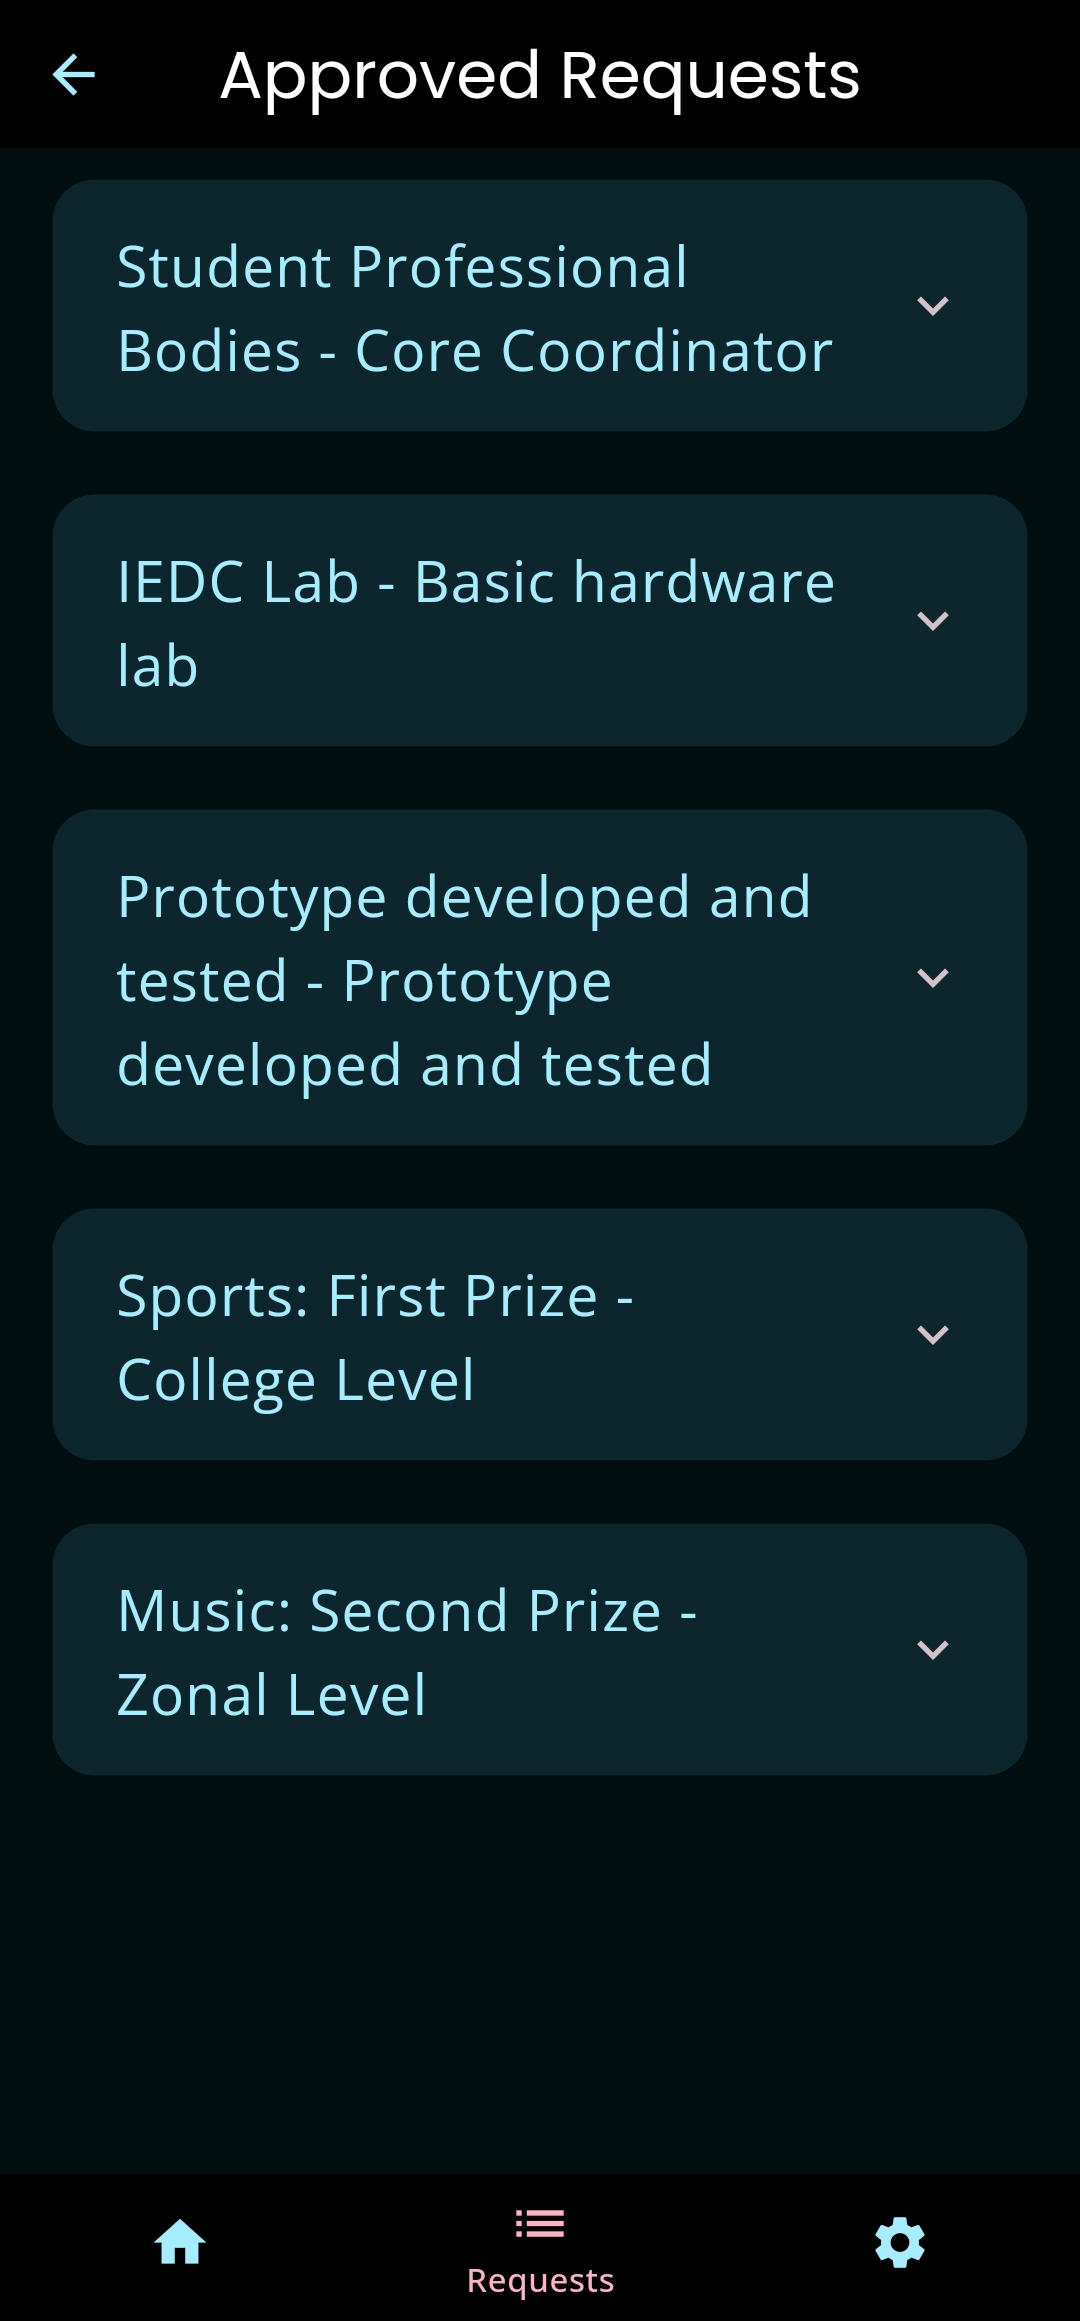 Approved Requests
Student Professional
Bodies - Core Coordinator
IEDC Lab - Basic hardware
lab
Prototype developed and
tested - Prototype
developed and tested
Sports: First Prize -
College Level
Music: Second Prize -
Zonal Level
Requests